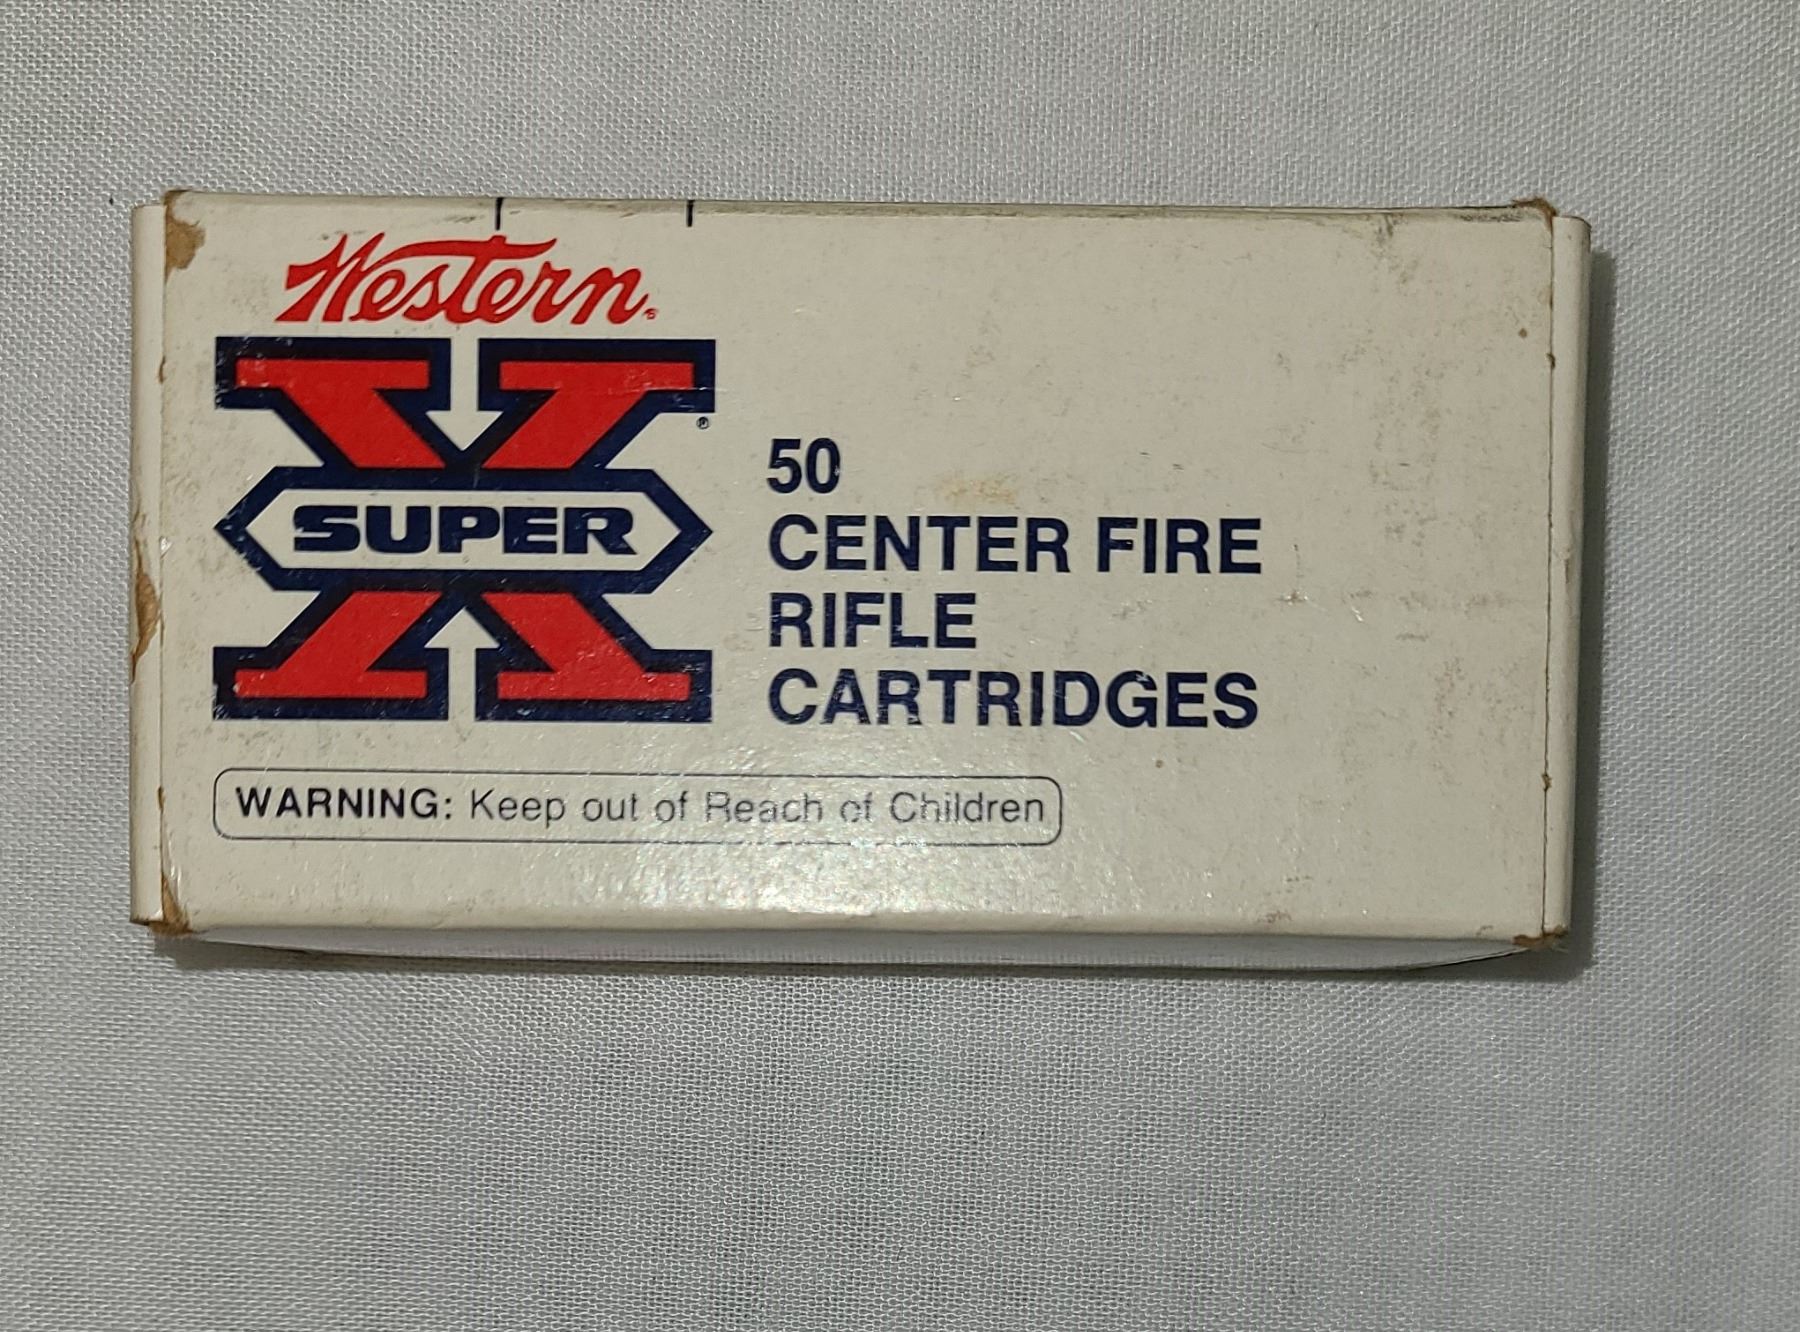 Western
®
SUPER
50
CENTER FIRE
RIFLE
CARTRIDGES
WARNING: Keep out of Reach of Children